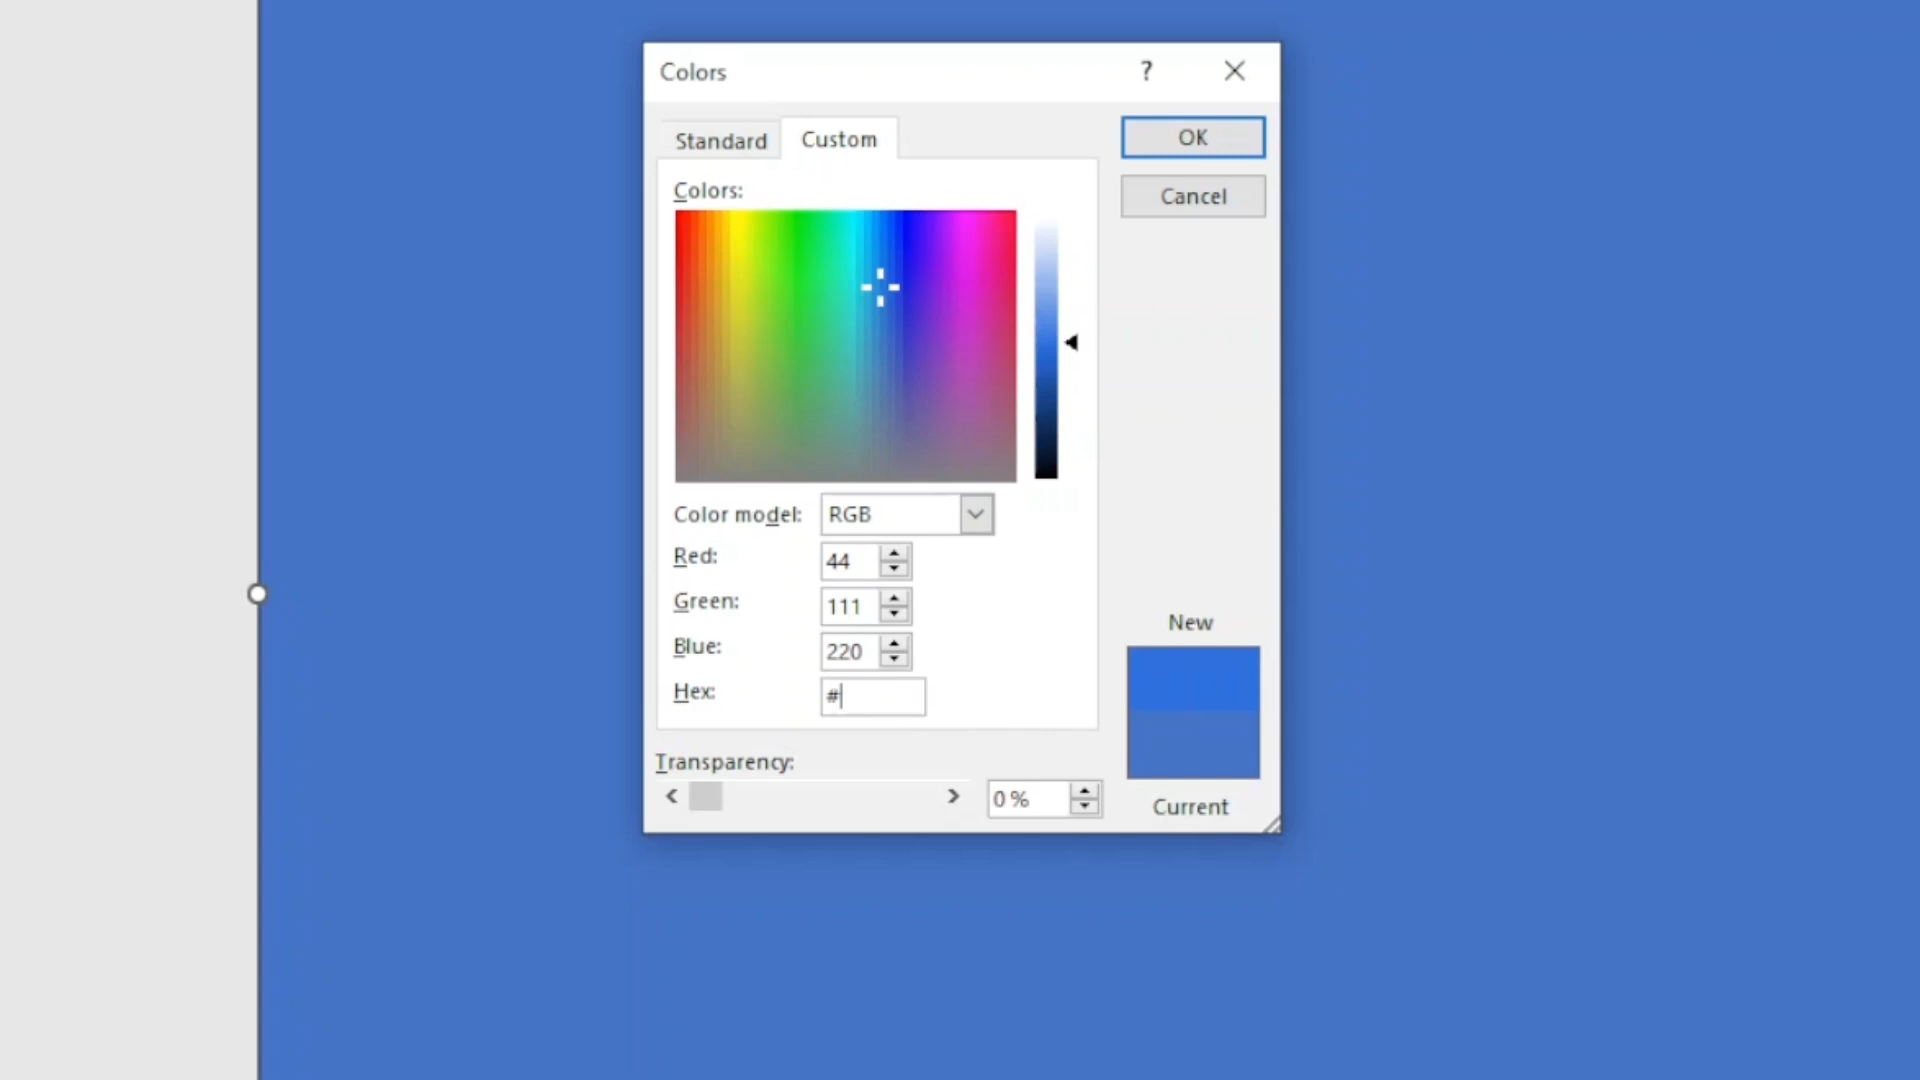 Colors ?
Standard Custom OK
Cancel
Colors:
Color model: RGB
Red: 44
Green: 111
Blue: 220
Hex: #
New
Transparency:
0 %
Current